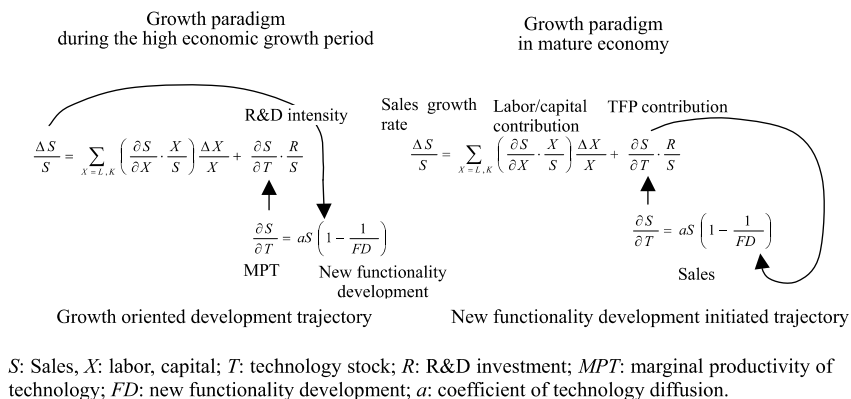 Growth paradigm
during the high economic growth period
R&D intensity
ΔS/S = ∑ X=L,K (∂S/∂X · X/S) ΔX/X + ∂S/∂T · R/S
∂S/∂T = aS (1 − 1/FD)
MPT
New functionality
development
Growth oriented development trajectory
Growth paradigm
in mature economy
Sales growth
rate
Labor/capital
contribution
TFP contribution
ΔS/S = ∑ X=L,K (∂S/∂X · X/S) ΔX/X + ∂S/∂T · R/S
∂S/∂T = aS (1 − 1/FD)
Sales
New functionality development initiated trajectory
S: Sales, X: labor, capital; T: technology stock; R: R&D investment; MPT: marginal productivity of
technology; FD: new functionality development; a: coefficient of technology diffusion.